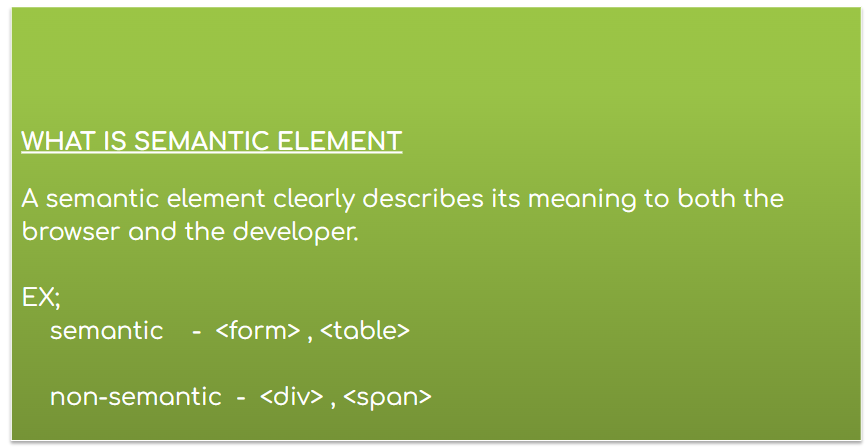 WHAT IS SEMANTIC ELEMENT
A semantic element clearly describes its meaning to both the
browser and the developer.
EX;
semantic - <form> , <table>
non-semantic - <div> , <span>